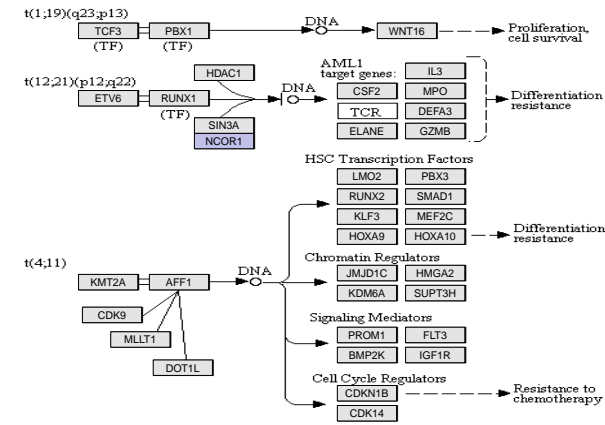 t(1;19)(q23;p13)
TCF3 PBX1 DNA WNT16 Proliferation,
(TF) (TF) cell survival
t(12;21)(p12;q22)
HDAC1 AML1
target genes: IL3
ETV6 RUNX1 DNA CSF2 MPO Differentiation
(TF) TCR DEFA3 resistance
SIN3A ELANE GZMB
NCOR1
HSC Transcription Factors
LMO2 PBX3
RUNX2 SMAD1
KLF3 MEF2C
HOXA9 HOXA10 Differentiation
resistance
t(4;11)
KMT2A AFF1 DNA
Chromatin Regulators
JMJD1C HMGA2
KDM6A SUPT3H
CDK9
MLLT1
DOT1L
Signaling Mediators
PROM1 FLT3
BMP2K IGF1R
Cell Cycle Regulators
CDKN1B Resistance to
CDK14 chemotherapy